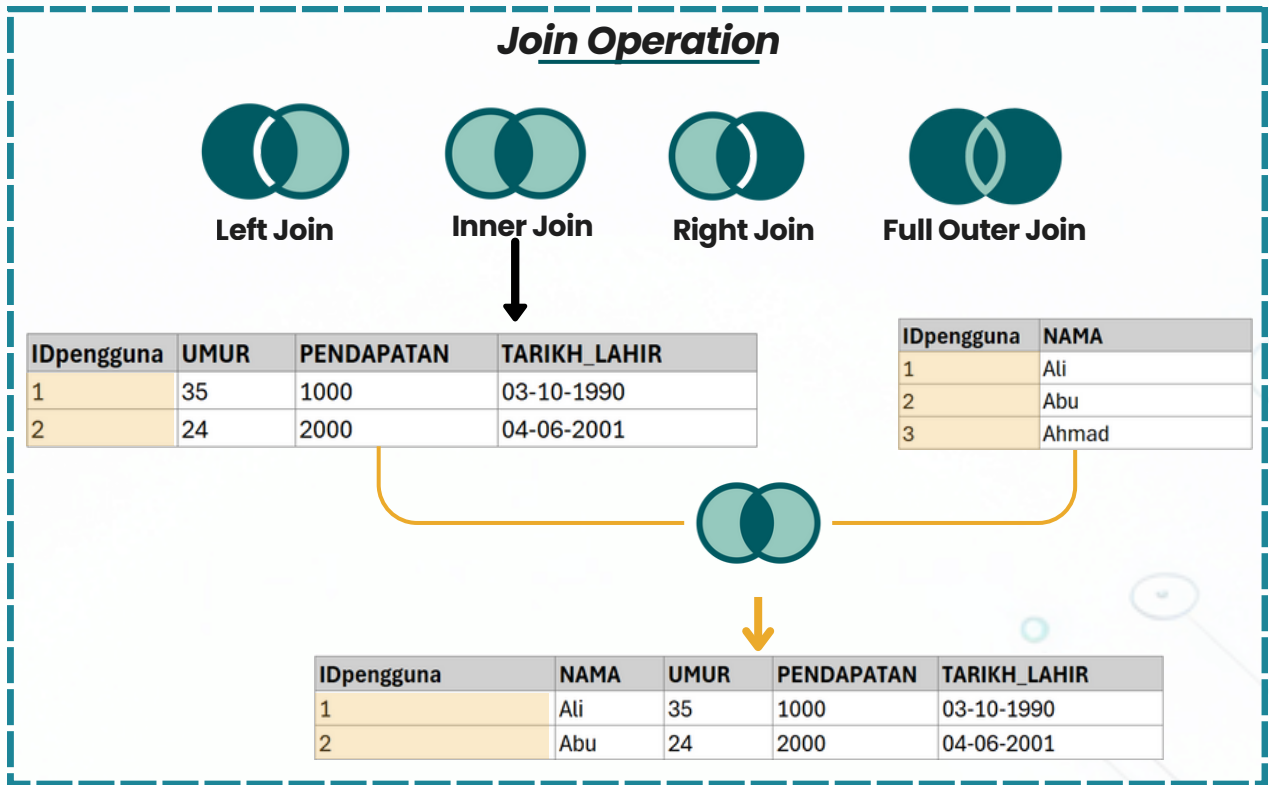 Join Operation
Left Join
Inner Join
Right Join
Full Outer Join
IDpengguna UMUR PENDAPATAN TARIKH_LAHIR
1 35 1000 03-10-1990
2 24 2000 04-06-2001
IDpengguna NAMA
1 Ali
2 Abu
3 Ahmad
IDpengguna NAMA UMUR PENDAPATAN TARIKH_LAHIR
1 Ali 35 1000 03-10-1990
2 Abu 24 2000 04-06-2001